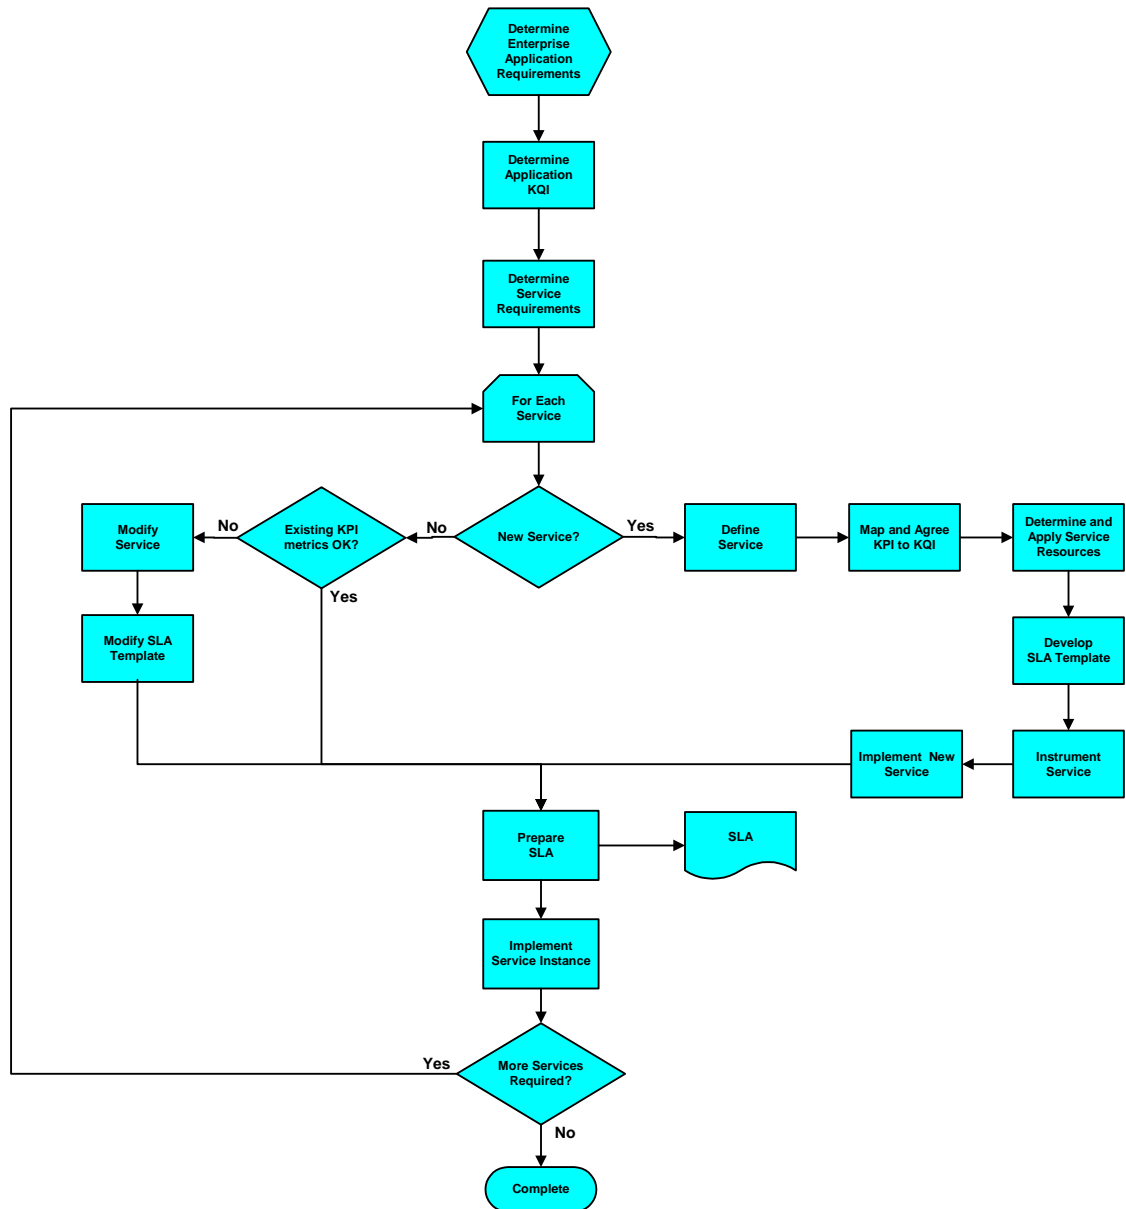 Determine
Enterprise
Application
Requirements
Determine
Application
KQI
Determine
Service
Requirements
For Each
Service
Modify
Service
No
Existing KPI
metrics OK?
No
New Service?
Yes
Define
Service
Map and Agree
KPI to KQI
Determine and
Apply Service
Resources
Yes
Modify SLA
Template
Develop
SLA Template
Implement New
Service
Instrument
Service
Prepare
SLA
SLA
Implement
Service Instance
Yes
More Services
Required?
No
Complete